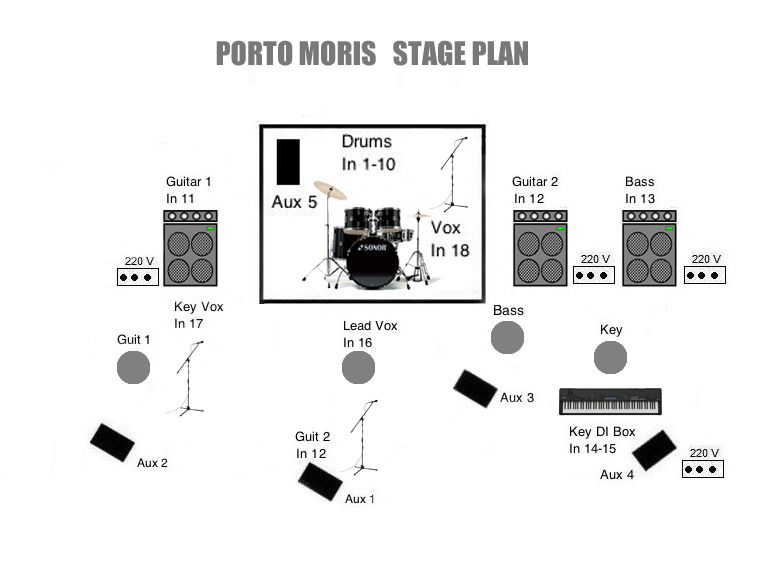 PORTO MORIS STAGE PLAN
Drums
In 1-10
Aux 5
SONOR
Vox
In 18
Guitar 1
In 11
220 V
Guitar 2
In 12
220 V
Bass
In 13
220 V
Key Vox
In 17
Guit 1
Aux 2
Lead Vox
In 16
Guit 2
In 12
Aux 1
Bass
Aux 3
Key
Key DI Box
In 14-15
Aux 4
220 V